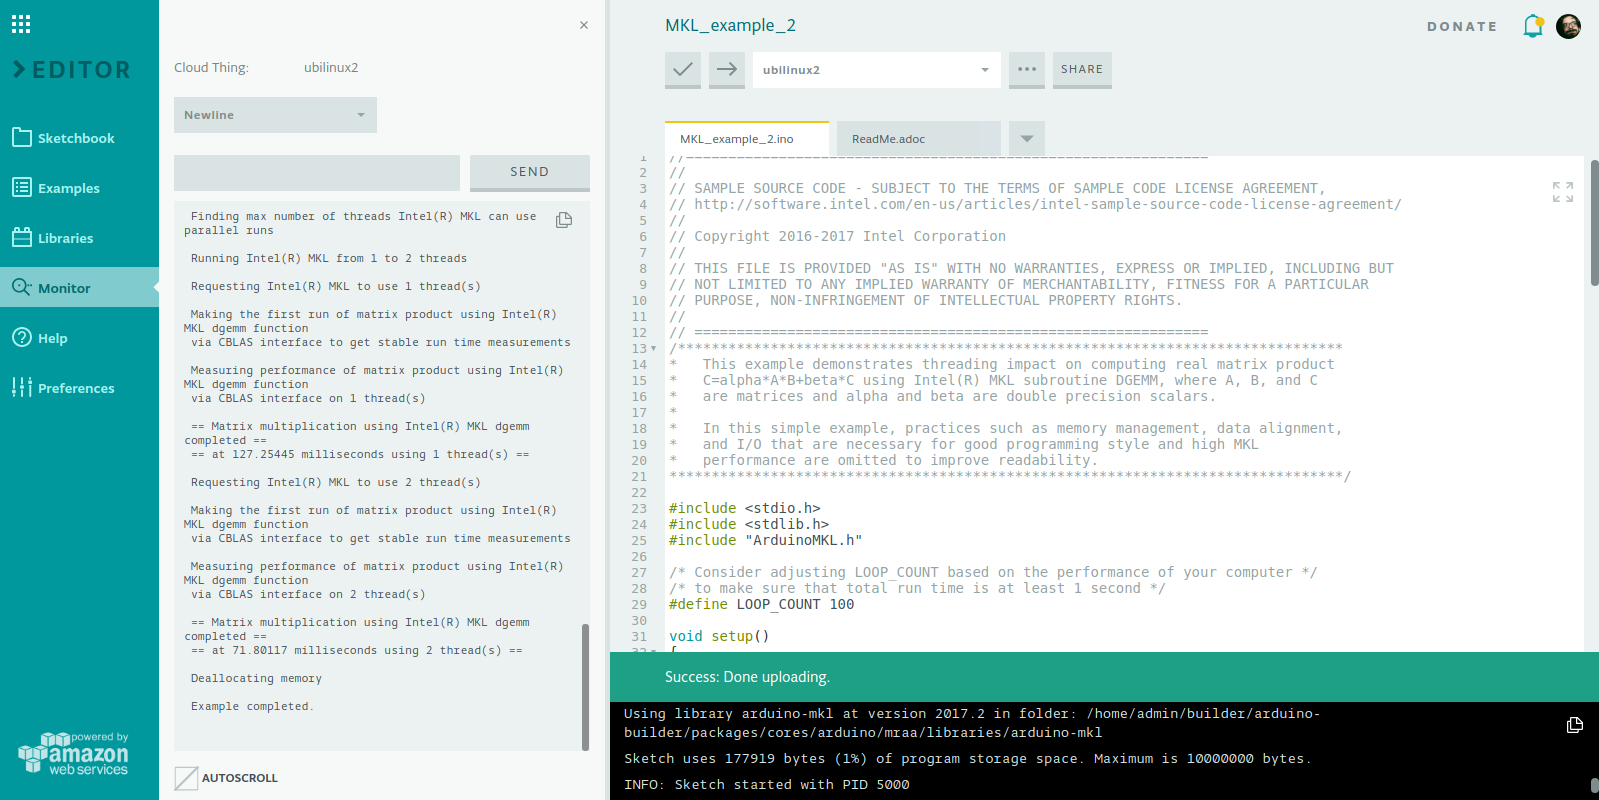 EDITOR
Sketchbook
Examples
Libraries
Monitor
Help
Preferences
powered by
amazon
web services
×
Cloud Thing: ubilinux2
Newline
SEND
Finding max number of threads Intel(R) MKL can use
parallel runs
Running Intel(R) MKL from 1 to 2 threads
Requesting Intel(R) MKL to use 1 thread(s)
Making the first run of matrix product using Intel(R)
MKL dgemm function
via CBLAS interface to get stable run time measurements
Measuring performance of matrix product using Intel(R)
MKL dgemm function
via CBLAS interface on 1 thread(s)
== Matrix multiplication using Intel(R) MKL dgemm
completed ==
== at 127.25445 milliseconds using 1 thread(s) ==
Requesting Intel(R) MKL to use 2 thread(s)
Making the first run of matrix product using Intel(R)
MKL dgemm function
via CBLAS interface to get stable run time measurements
Measuring performance of matrix product using Intel(R)
MKL dgemm function
via CBLAS interface on 2 thread(s)
== Matrix multiplication using Intel(R) MKL dgemm
completed ==
== at 71.80117 milliseconds using 2 thread(s) ==
Deallocating memory
Example completed.
AUTOSCROLL
MKL_example_2
DONATE
ubilinux2
SHARE
MKL_example_2.ino
ReadMe.adoc
1 //==============================================================
2 //
3 // SAMPLE SOURCE CODE - SUBJECT TO THE TERMS OF SAMPLE CODE LICENSE AGREEMENT,
4 // http://software.intel.com/en-us/articles/intel-sample-source-code-license-agreement/
5 //
6 // Copyright 2016-2017 Intel Corporation
7 //
8 // THIS FILE IS PROVIDED "AS IS" WITH NO WARRANTIES, EXPRESS OR IMPLIED, INCLUDING BUT
9 // NOT LIMITED TO ANY IMPLIED WARRANTY OF MERCHANTABILITY, FITNESS FOR A PARTICULAR
10 // PURPOSE, NON-INFRINGEMENT OF INTELLECTUAL PROPERTY RIGHTS.
11 //
12 // =============================================================
13 /*******************************************************************************
14 *   This example demonstrates threading impact on computing real matrix product
15 *   C=alpha*A*B+beta*C using Intel(R) MKL subroutine DGEMM, where A, B, and C
16 *   are matrices and alpha and beta are double precision scalars.
17 *
18 *   In this simple example, practices such as memory management, data alignment,
19 *   and I/O that are necessary for good programming style and high MKL
20 *   performance are omitted to improve readability.
21 ********************************************************************************/
22
23 #include <stdio.h>
24 #include <stdlib.h>
25 #include "ArduinoMKL.h"
26
27 /* Consider adjusting LOOP_COUNT based on the performance of your computer */
28 /* to make sure that total run time is at least 1 second */
29 #define LOOP_COUNT 100
30
31 void setup()
32 {
Success: Done uploading.
Using library arduino-mkl at version 2017.2 in folder: /home/admin/builder/arduino-
builder/packages/cores/arduino/mraa/libraries/arduino-mkl
Sketch uses 177919 bytes (1%) of program storage space. Maximum is 10000000 bytes.
INFO: Sketch started with PID 5000